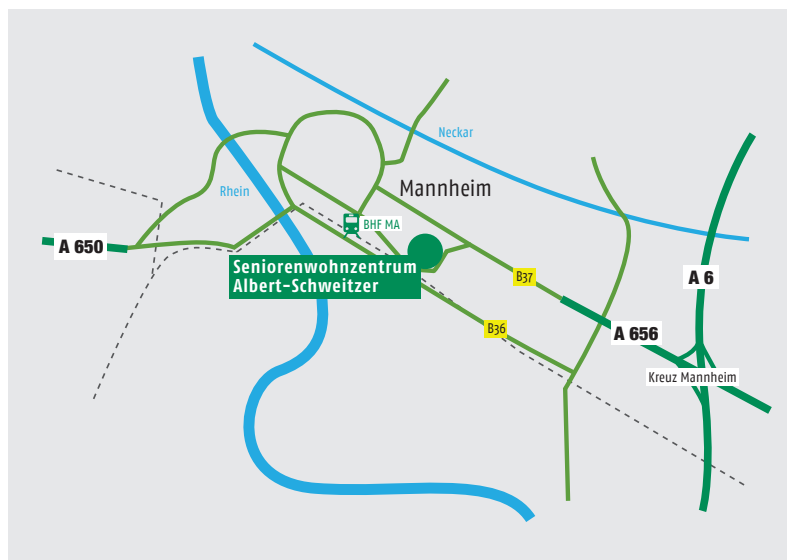 Neckar
Mannheim
Rhein
BHF MA
A 650
Seniorenwohnzentrum
Albert-Schweitzer
B37
A 6
B36
A 656
Kreuz Mannheim